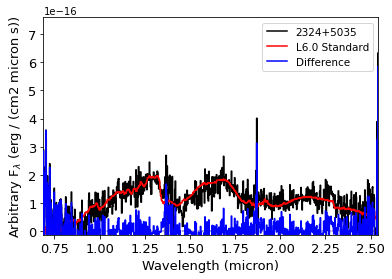 1e−16
2324+5035
L6.0 Standard
Difference
Arbitrary Fλ (erg / (cm2 micron s))
7
6
5
4
3
2
1
0
0.75 1.00 1.25 1.50 1.75 2.00 2.25 2.50
Wavelength (micron)